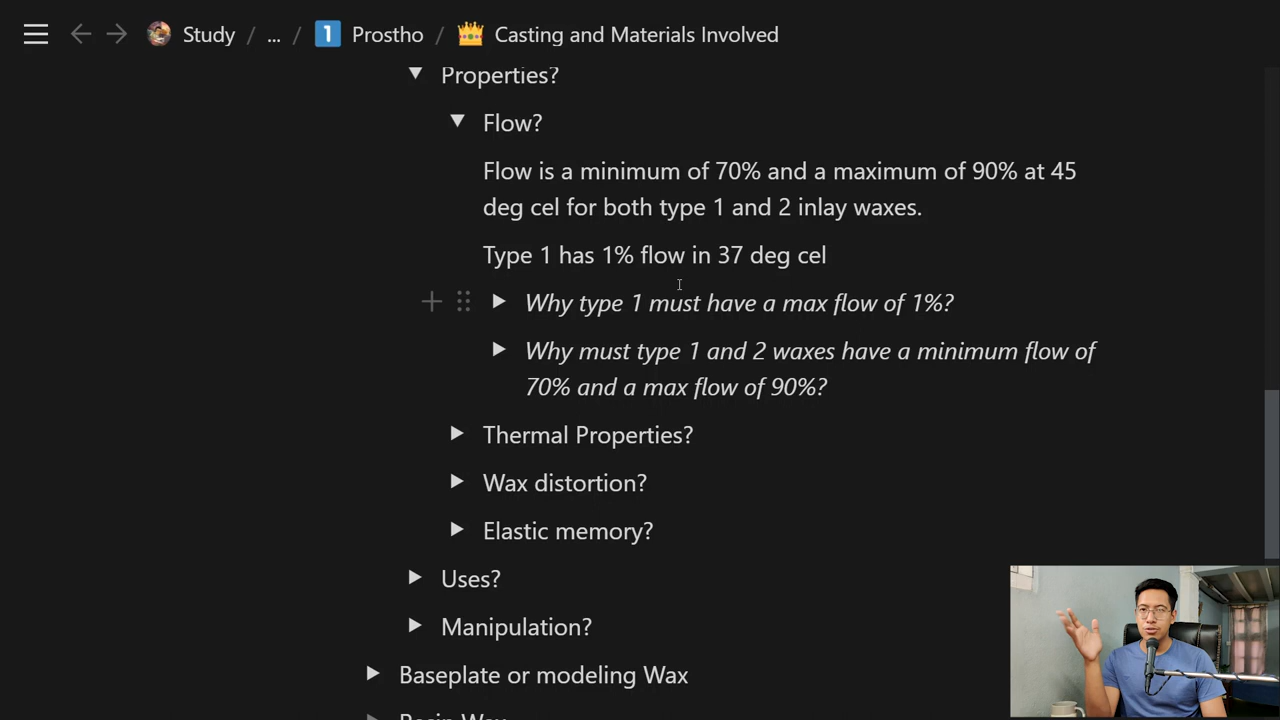 Study / ... / 1 Prostho / Casting and Materials Involved
Properties?
Flow?
Flow is a minimum of 70% and a maximum of 90% at 45
deg cel for both type 1 and 2 inlay waxes.
Type 1 has 1% flow in 37 deg cel
Why type 1 must have a max flow of 1%?
Why must type 1 and 2 waxes have a minimum flow of
70% and a max flow of 90%?
Thermal Properties?
Wax distortion?
Elastic memory?
Uses?
Manipulation?
Baseplate or modeling Wax